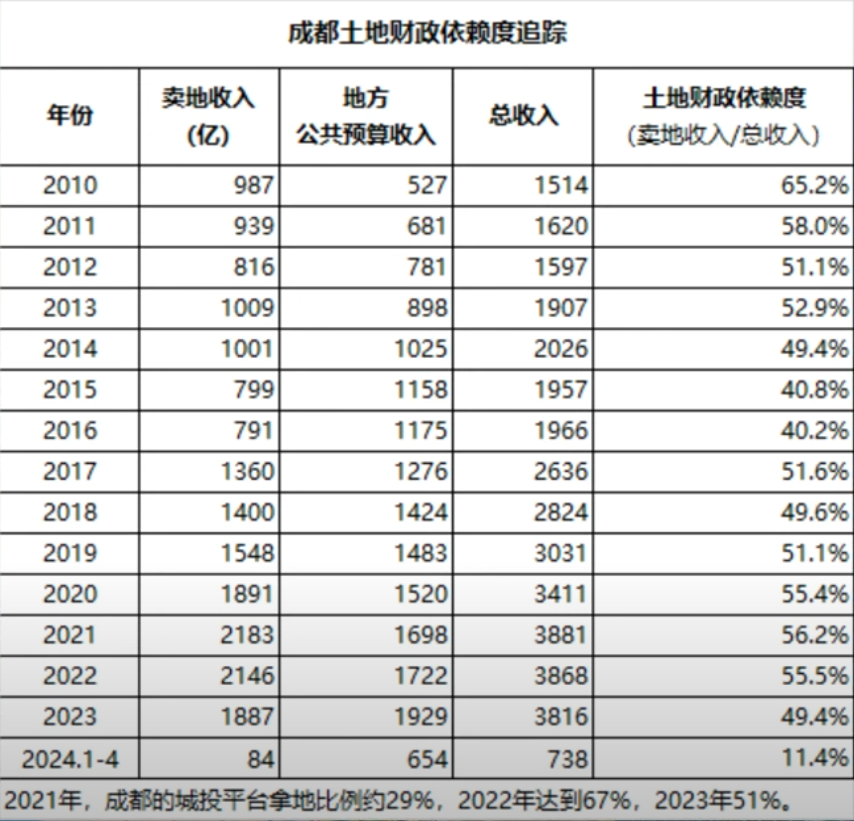 成都土地财政依赖度追踪
年份 卖地收入(亿) 地方公共预算收入 总收入 土地财政依赖度(卖地收入/总收入)
2010 987 527 1514 65.2%
2011 939 681 1620 58.0%
2012 816 781 1597 51.1%
2013 1009 898 1907 52.9%
2014 1001 1025 2026 49.4%
2015 799 1158 1957 40.8%
2016 791 1175 1966 40.2%
2017 1360 1276 2636 51.6%
2018 1400 1424 2824 49.6%
2019 1548 1483 3031 51.1%
2020 1891 1520 3411 55.4%
2021 2183 1698 3881 56.2%
2022 2146 1722 3868 55.5%
2023 1887 1929 3816 49.4%
2024.1-4 84 654 738 11.4%
2021年，成都的城投平台拿地比例约29%，2022年达到67%，2023年51%。